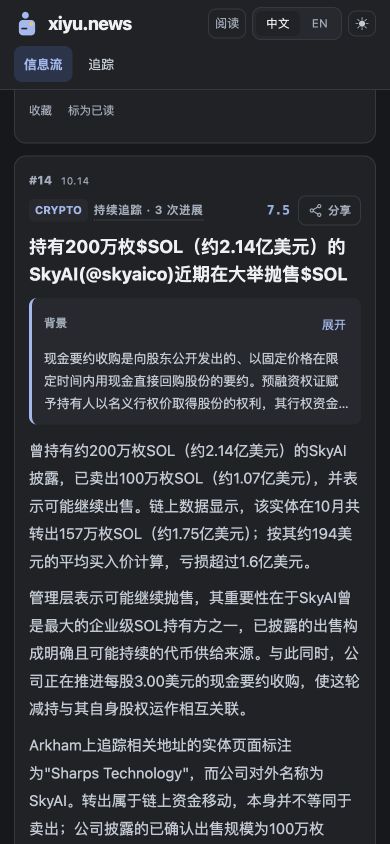 xiyu.news
阅读
中文
EN
信息流
追踪
收藏 标为已读
#14 10.14
CRYPTO 持续追踪 · 3 次进展 7.5 分享
持有200万枚$SOL（约2.14亿美元）的
SkyAI(@skyaico)近期在大举抛售$SOL
背景 展开
现金要约收购是向股东公开发出的、以固定价格在限
定时间内用现金直接回购股份的要约。预融资权证赋
予持有人以名义行权价取得股份的权利，其行权资金...
曾持有约200万枚SOL（约2.14亿美元）的SkyAI
披露，已卖出100万枚SOL（约1.07亿美元），并表
示可能继续出售。链上数据显示，该实体在10月共
转出157万枚SOL（约1.75亿美元）；按其约194美
元的平均买入价计算，亏损超过1.6亿美元。
管理层表示可能继续抛售，其重要性在于SkyAI曾
是最大的企业级SOL持有方之一，已披露的出售构
成明确且可能持续的代币供给来源。与此同时，公
司正在推进每股3.00美元的现金要约收购，使这轮
减持与其自身股权运作相互关联。
Arkham上追踪相关地址的实体页面标注
为"Sharps Technology"，而公司对外名称为
SkyAI。转出属于链上资金移动，本身并不等同于
卖出；公司披露的已确认出售规模为100万枚